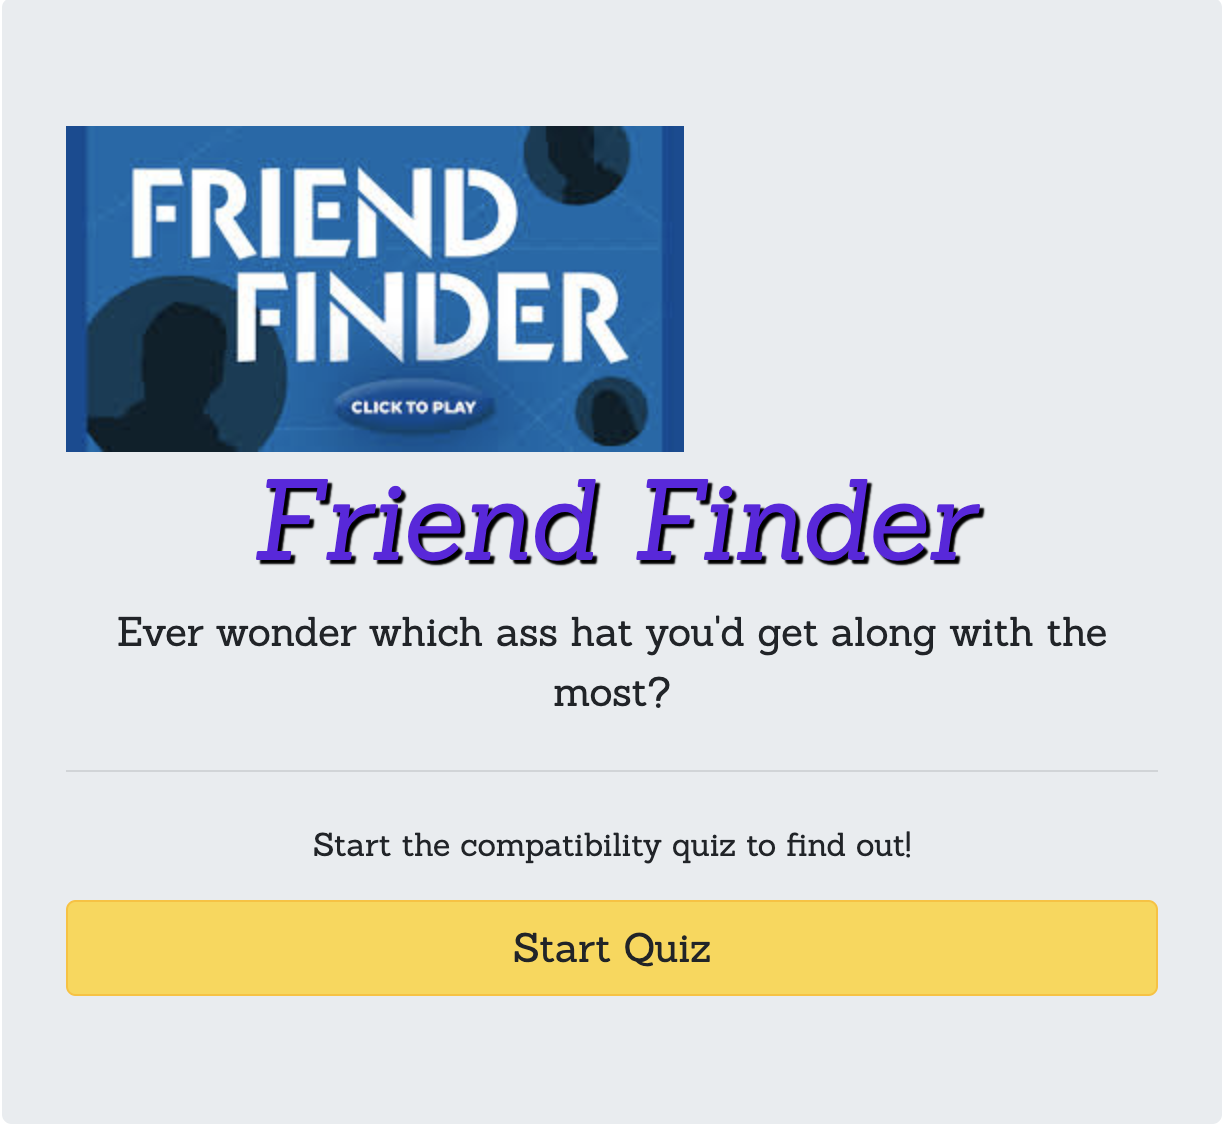 FRIEND
FINDER
CLICK TO PLAY
Friend Finder
Ever wonder which ass hat you'd get along with the
most?
Start the compatibility quiz to find out!
Start Quiz